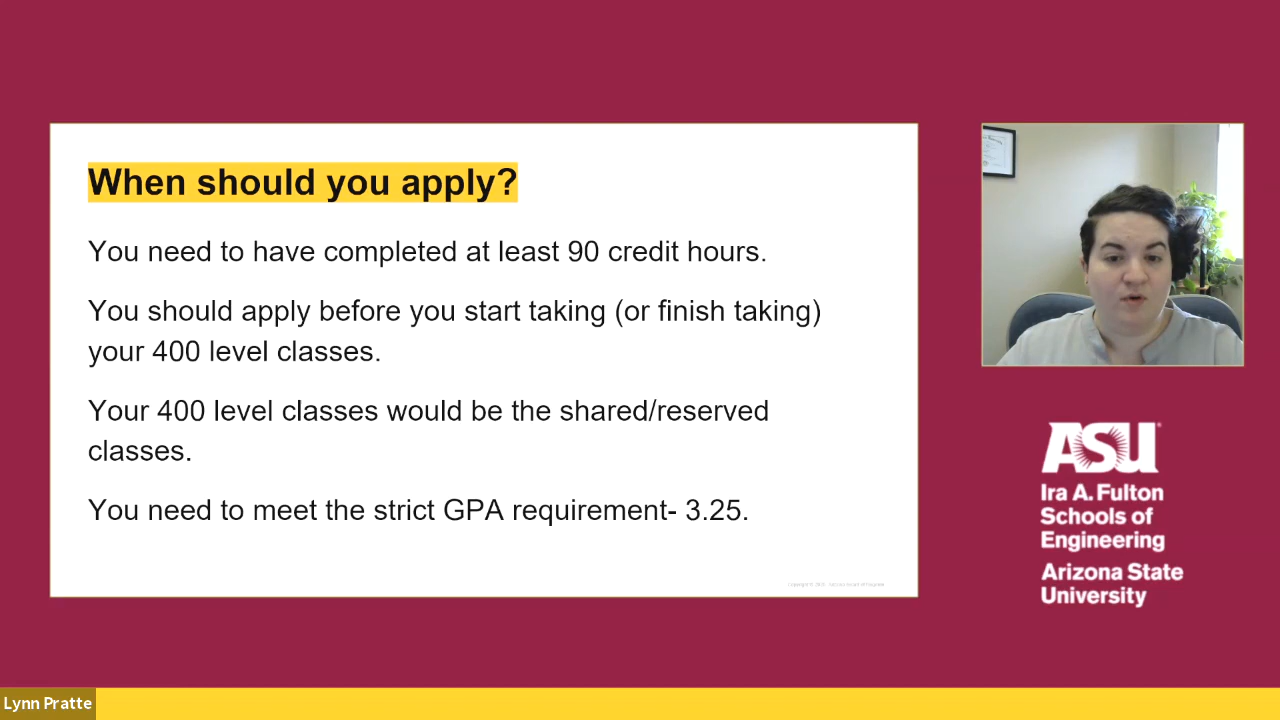 When should you apply?
You need to have completed at least 90 credit hours.
You should apply before you start taking (or finish taking)
your 400 level classes.
Your 400 level classes would be the shared/reserved
classes.
You need to meet the strict GPA requirement- 3.25.
ASU
Ira A. Fulton
Schools of
Engineering
Arizona State
University
Lynn Pratte